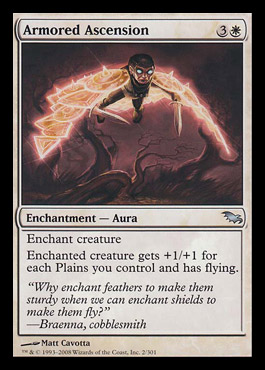 Armored Ascension 3
Enchantment — Aura
Enchant creature
Enchanted creature gets +1/+1 for
each Plains you control and has flying.
“Why enchant feathers to make them
sturdy when we can enchant shields to
make them fly?”
—Braenna, cobblesmith
Matt Cavotta
™ & © 1993–2008 Wizards of the Coast, Inc. 2/301